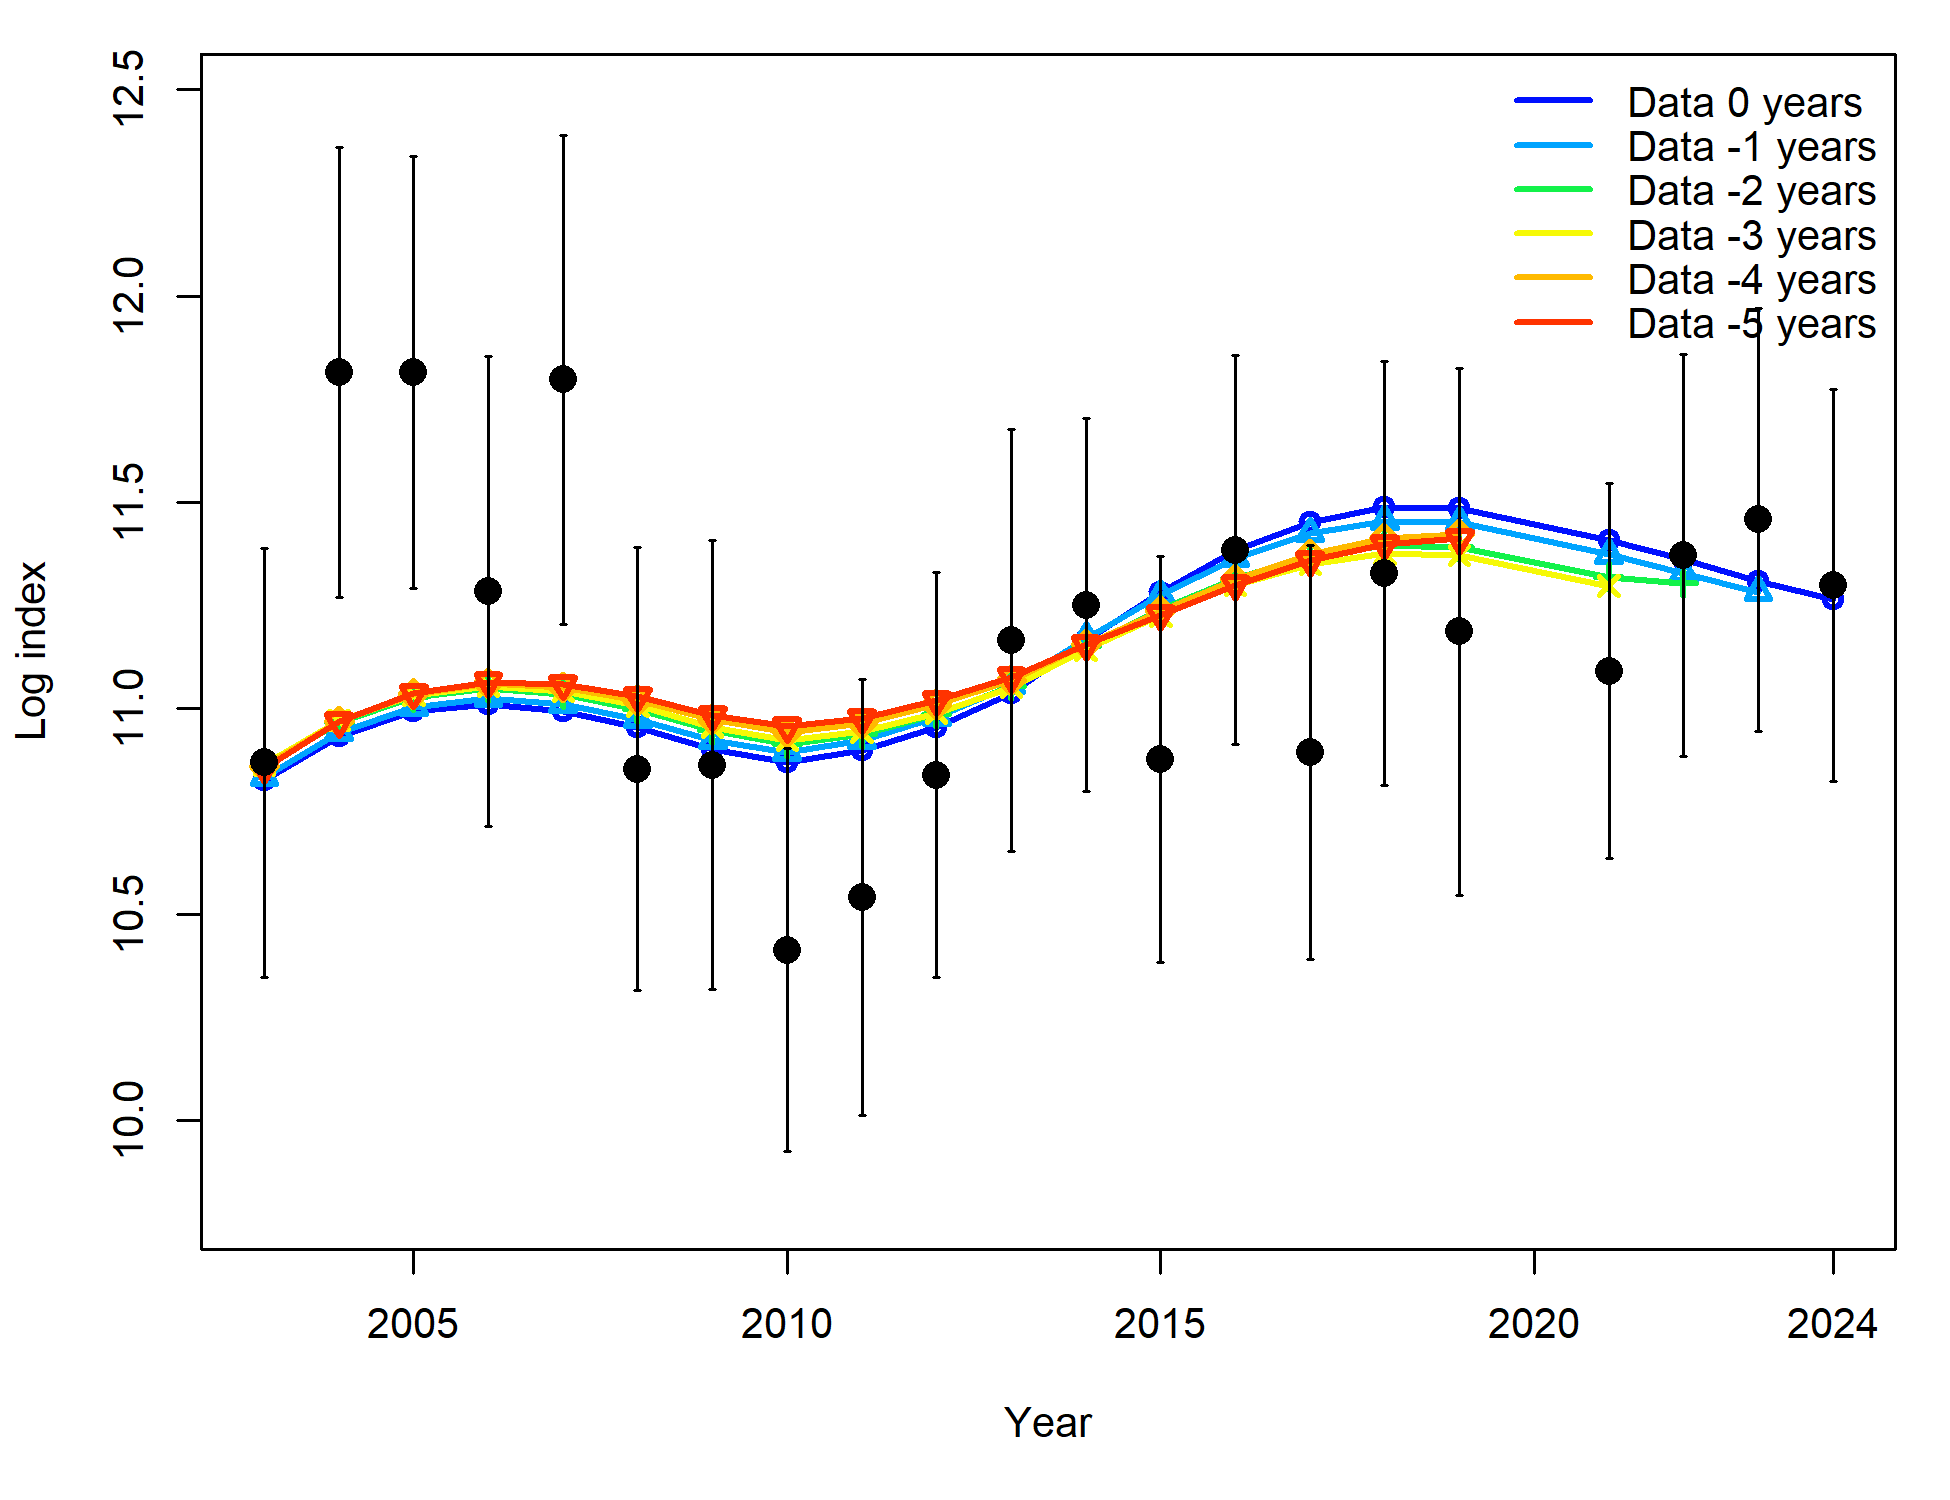 12.5
12.0
11.5
11.0
10.5
10.0
Log index
Data 0 years
Data -1 years
Data -2 years
Data -3 years
Data -4 years
Data -5 years
2005 2010 2015 2020 2024
Year